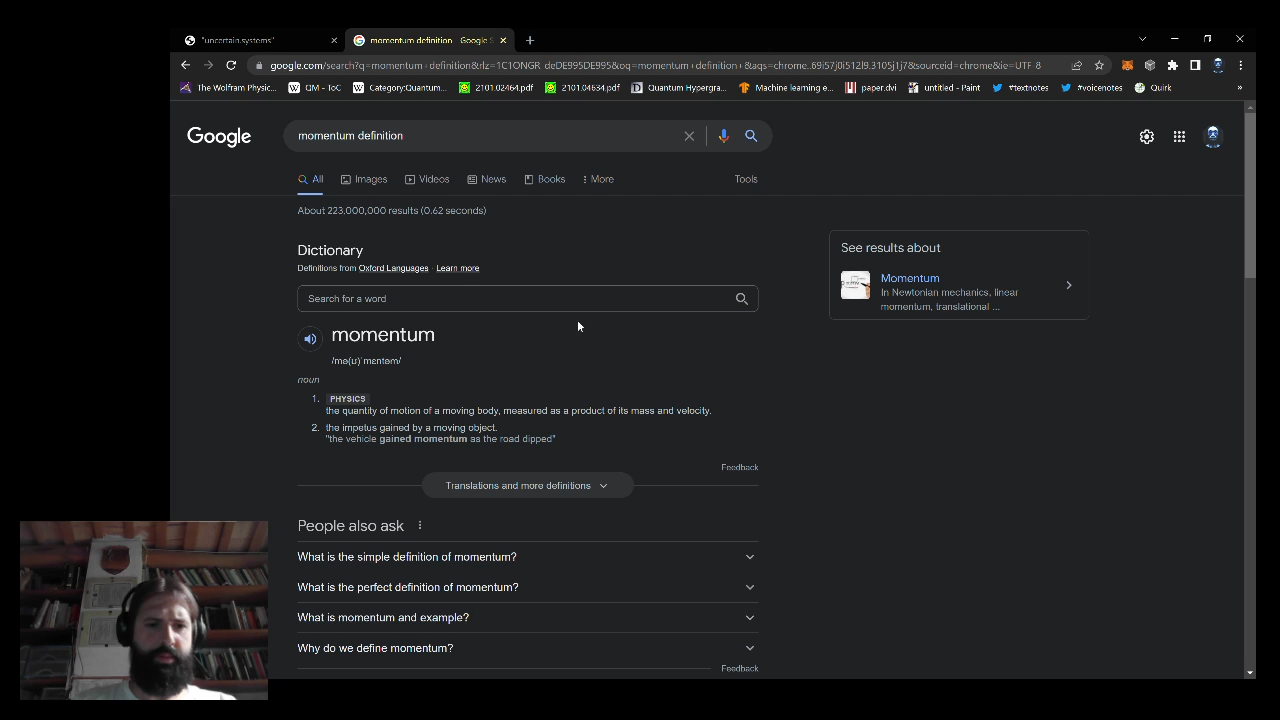 "uncertain.systems"
momentum definition - Google S
google.com/search?q=momentum+definition&rlz=1C1ONGR_deDE995DE995&oq=momentum+definition+&aqs=chrome..69i57j0i512l9.3105j1j7&sourceid=chrome&ie=UTF-8
The Wolfram Physic... QM - IoC Category:Quantum... 2101.02464.pdf 2101.04634.pdf Quantum Hypergra... Machine learning e... paper.dvi untitled - Paint #textnotes #voicenotes Quirk »
Google
momentum definition
All Images Videos News Books More Tools
About 223,000,000 results (0.62 seconds)
Dictionary
Definitions from Oxford Languages · Learn more
Search for a word
momentum
/mə(ʊ)ˈmɛntəm/
noun
1. PHYSICS
the quantity of motion of a moving body, measured as a product of its mass and velocity.
2. the impetus gained by a moving object.
"the vehicle gained momentum as the road dipped"
Feedback
Translations and more definitions
People also ask
What is the simple definition of momentum?
What is the perfect definition of momentum?
What is momentum and example?
Why do we define momentum?
Feedback
See results about
Momentum
In Newtonian mechanics, linear
momentum, translational ...